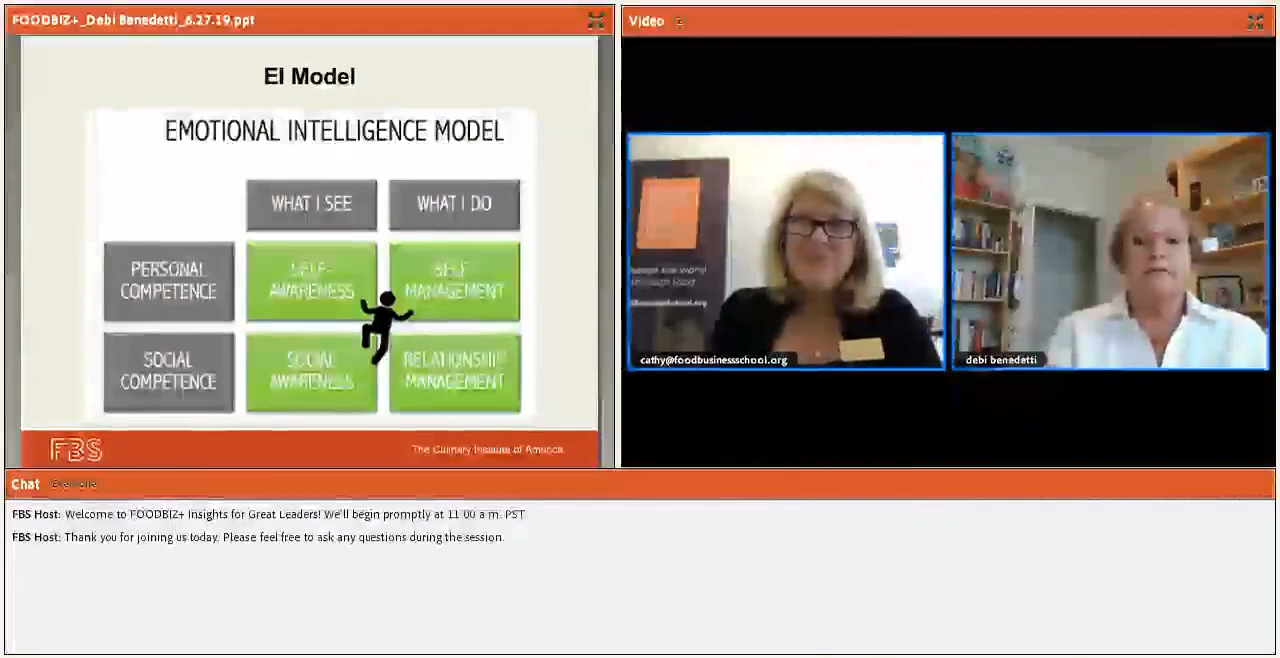 FOODBIZ+_Debi Benedetti_6.27.19.ppt
EI Model
EMOTIONAL INTELLIGENCE MODEL
WHAT I SEE
WHAT I DO
PERSONAL
COMPETENCE
SELF-
AWARENESS
SELF
MANAGEMENT
SOCIAL
COMPETENCE
SOCIAL
AWARENESS
RELATIONSHIP
MANAGEMENT
FBS
The Culinary Institute of America
Video
cathy@foodbusinessschool.org
debi benedetti
Chat
Everyone
FBS Host: Welcome to FOODBIZ+ Insights for Great Leaders! We'll begin promptly at 11 00 a.m. PST
FBS Host: Thank you for joining us today. Please feel free to ask any questions during the session.